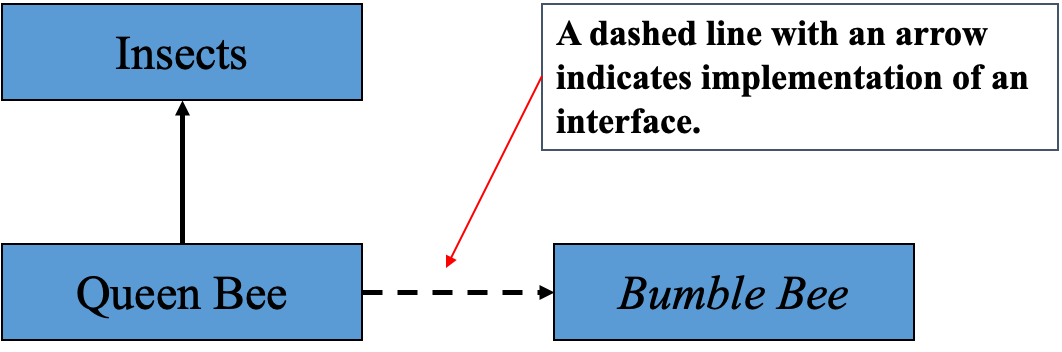 Insects
A dashed line with an arrow
indicates implementation of an
interface.
Queen Bee
Bumble Bee